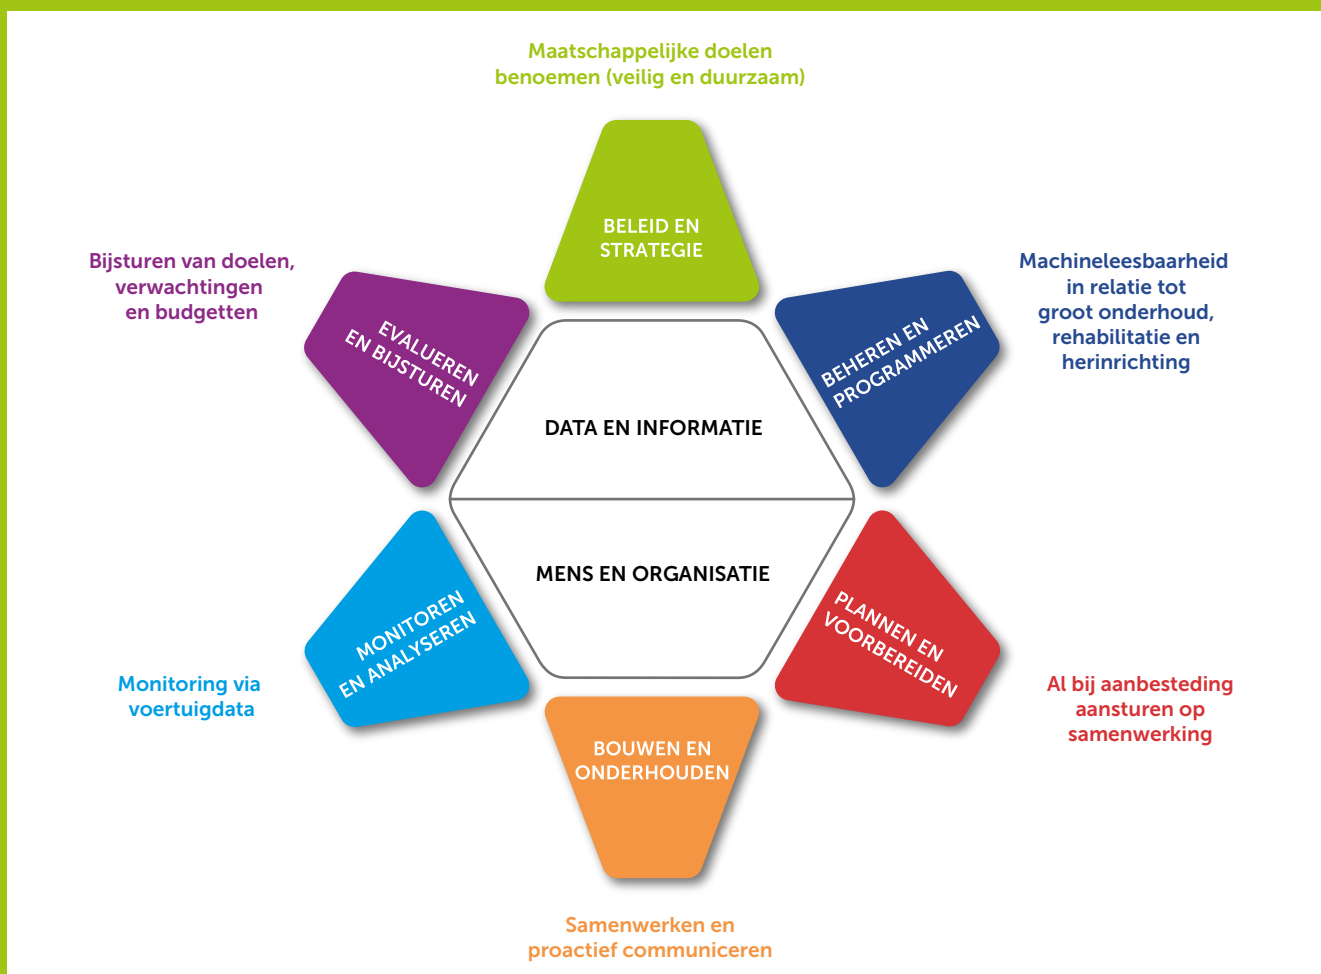 Maatschappelijke doelen
benoemen (veilig en duurzaam)
BELEID EN
STRATEGIE
Bijsturen van doelen,
verwachtingen
en budgetten
EVALUEREN
EN BIJSTUREN
BEHEREN EN
PROGRAMMEREN
Machineleesbaarheid
in relatie tot
groot onderhoud,
rehabilitatie en
herinrichting
DATA EN INFORMATIE
MENS EN ORGANISATIE
MONITOREN
EN ANALYSEREN
Monitoring via
voertuigdata
PLANNEN EN
VOORBEREIDEN
Al bij aanbesteding
aansturen op
samenwerking
BOUWEN EN
ONDERHOUDEN
Samenwerken en
proactief communiceren